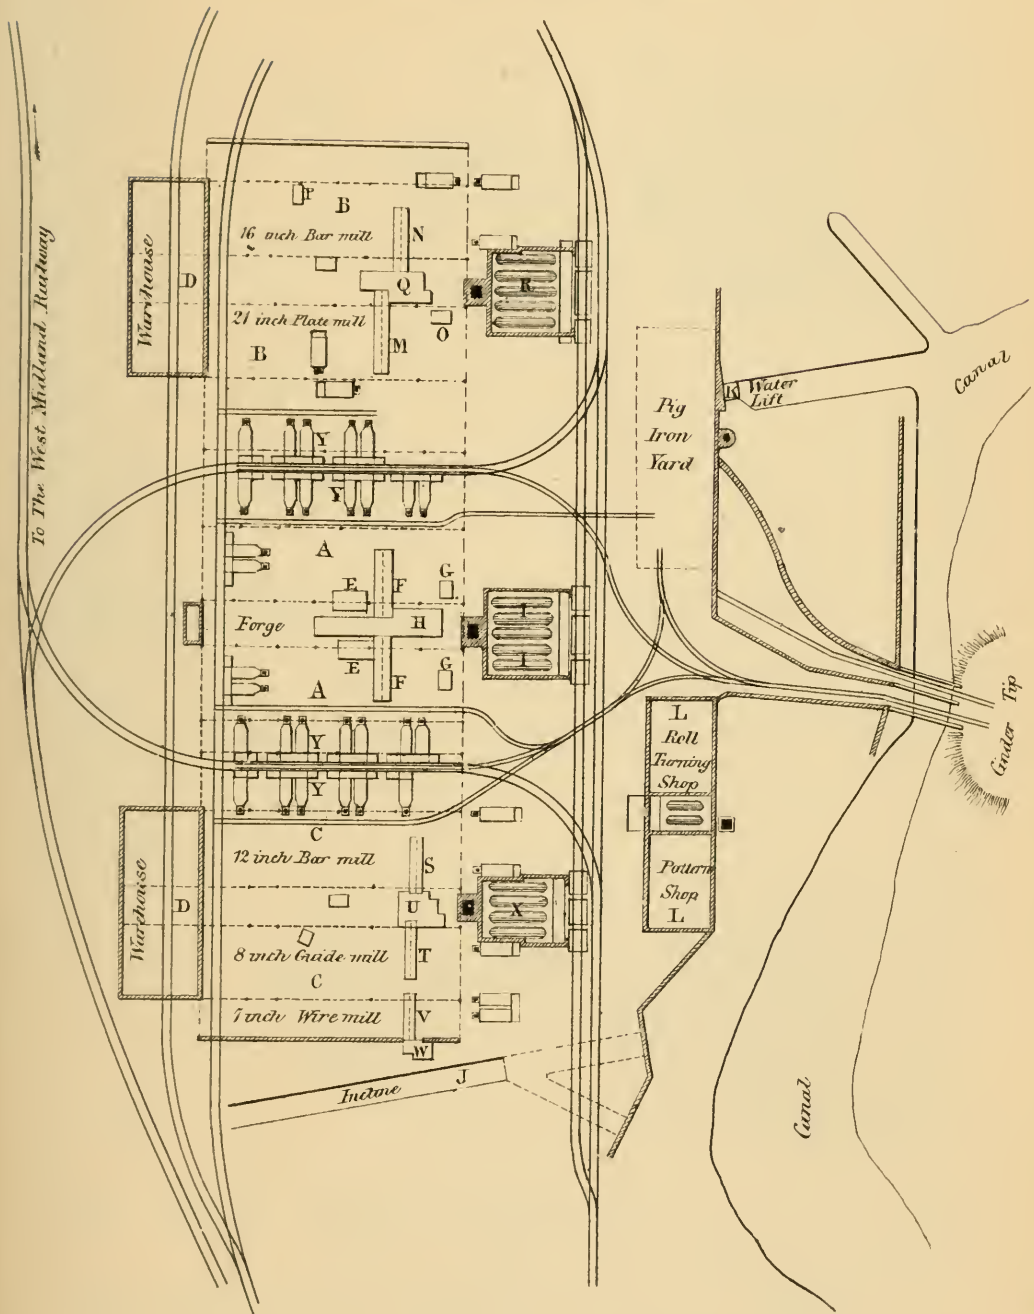 To The West Midland Railway
Warehouse
D
P
B
16 inch Bar mill
N
Q
R
21 inch Plate mill
O
M
B
Canal
K
Water
Lift
Pig
Iron
Yard
Y
Y
A
E
F
G
Forge
H
I
I
E
F
G
A
Y
Y
L
Roll
Turning
Shop
Cinder Tip
C
12 inch Bar mill
S
Pattern
Shop
L
Warehouse
D
U
X
8 inch Guide mill
T
C
7 inch Wire mill
V
W
Incline
J
Canal